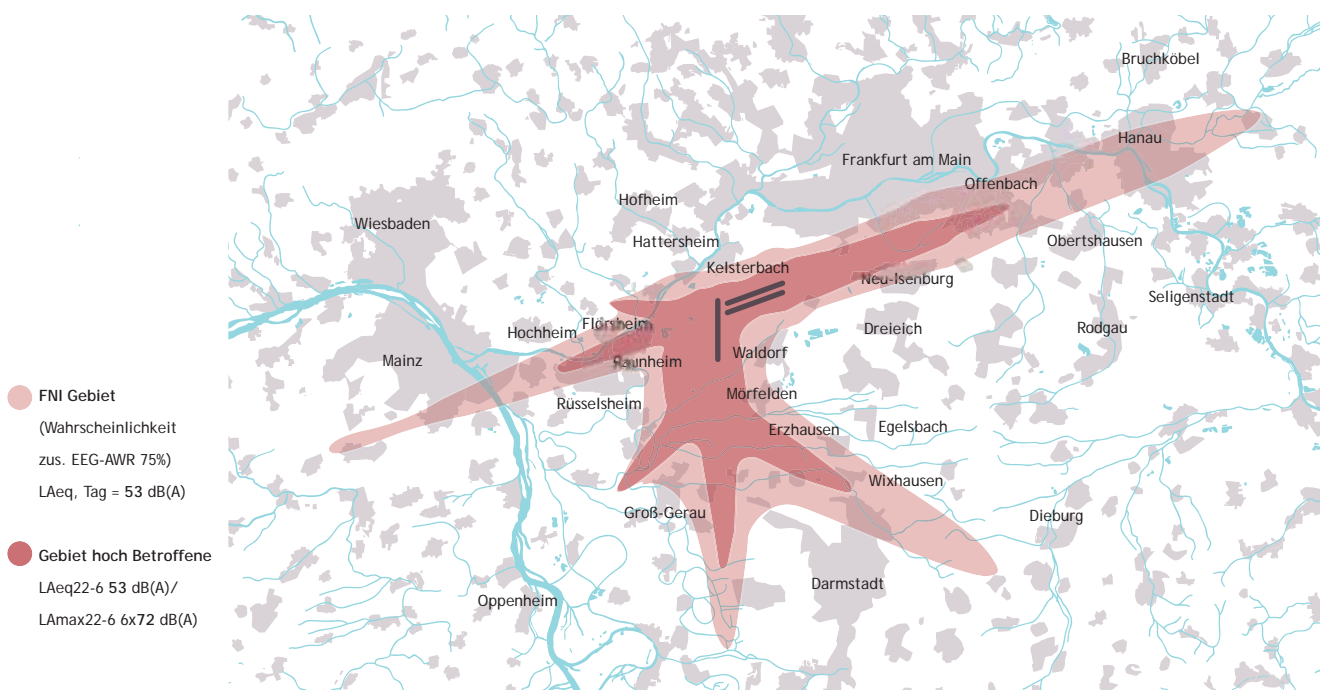 Bruchköbel
Hanau
Frankfurt am Main
Offenbach
Hofheim
Wiesbaden
Hattersheim
Obertshausen
Kelsterbach
Neu-Isenburg
Seligenstadt
Flörsheim
Hochheim
Dreieich
Rodgau
Waldorf
Mainz
Raunheim
Mörfelden
Rüsselsheim
Erzhausen
Egelsbach
Wixhausen
Groß-Gerau
Dieburg
Darmstadt
Oppenheim
FNI Gebiet
(Wahrscheinlichkeit
zus. EEG-AWR 75%)
LAeq, Tag = 53 dB(A)
Gebiet hoch Betroffene
LAeq22-6 53 dB(A)/
LAmax22-6 6x72 dB(A)